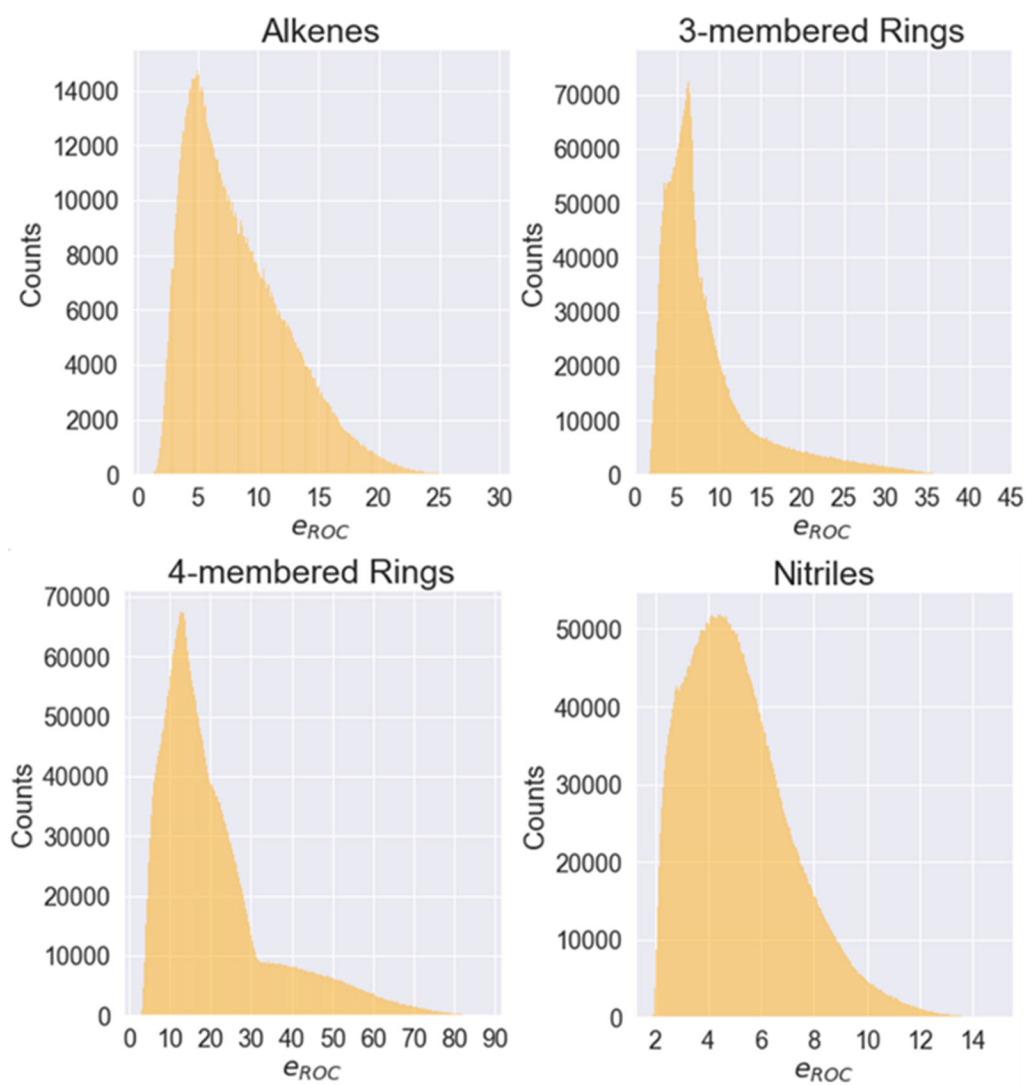 Alkenes
14000
12000
10000
8000
6000
4000
2000
0
Counts
0 5 10 15 20 25 30
eROC
3-membered Rings
70000
60000
50000
40000
30000
20000
10000
0
Counts
0 5 10 15 20 25 30 35 40 45
eROC
4-membered Rings
70000
60000
50000
40000
30000
20000
10000
0
Counts
0 10 20 30 40 50 60 70 80 90
eROC
Nitriles
50000
40000
30000
20000
10000
0
Counts
2 4 6 8 10 12 14
eROC